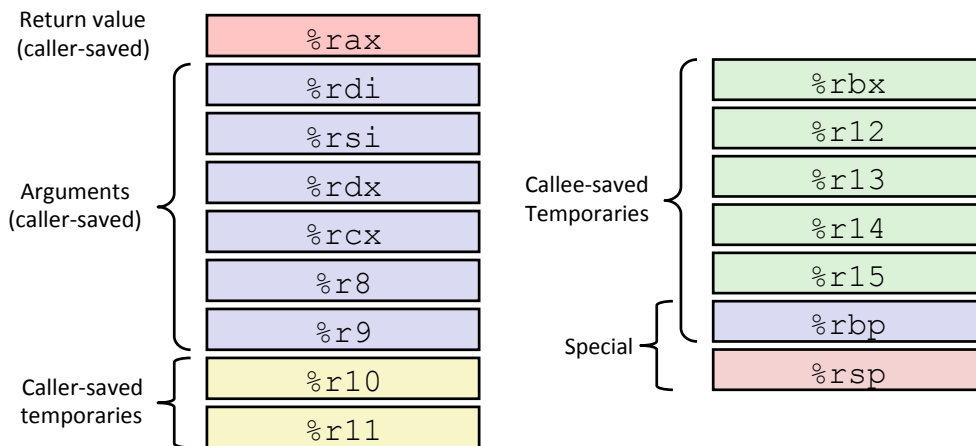 Return value
(caller-saved)
%rax
%rdi
%rsi
%rdx
%rcx
%r8
%r9
Arguments
(caller-saved)
%r10
%r11
Caller-saved
temporaries
%rbx
%r12
%r13
%r14
%r15
%rbp
Callee-saved
Temporaries
%rsp
Special